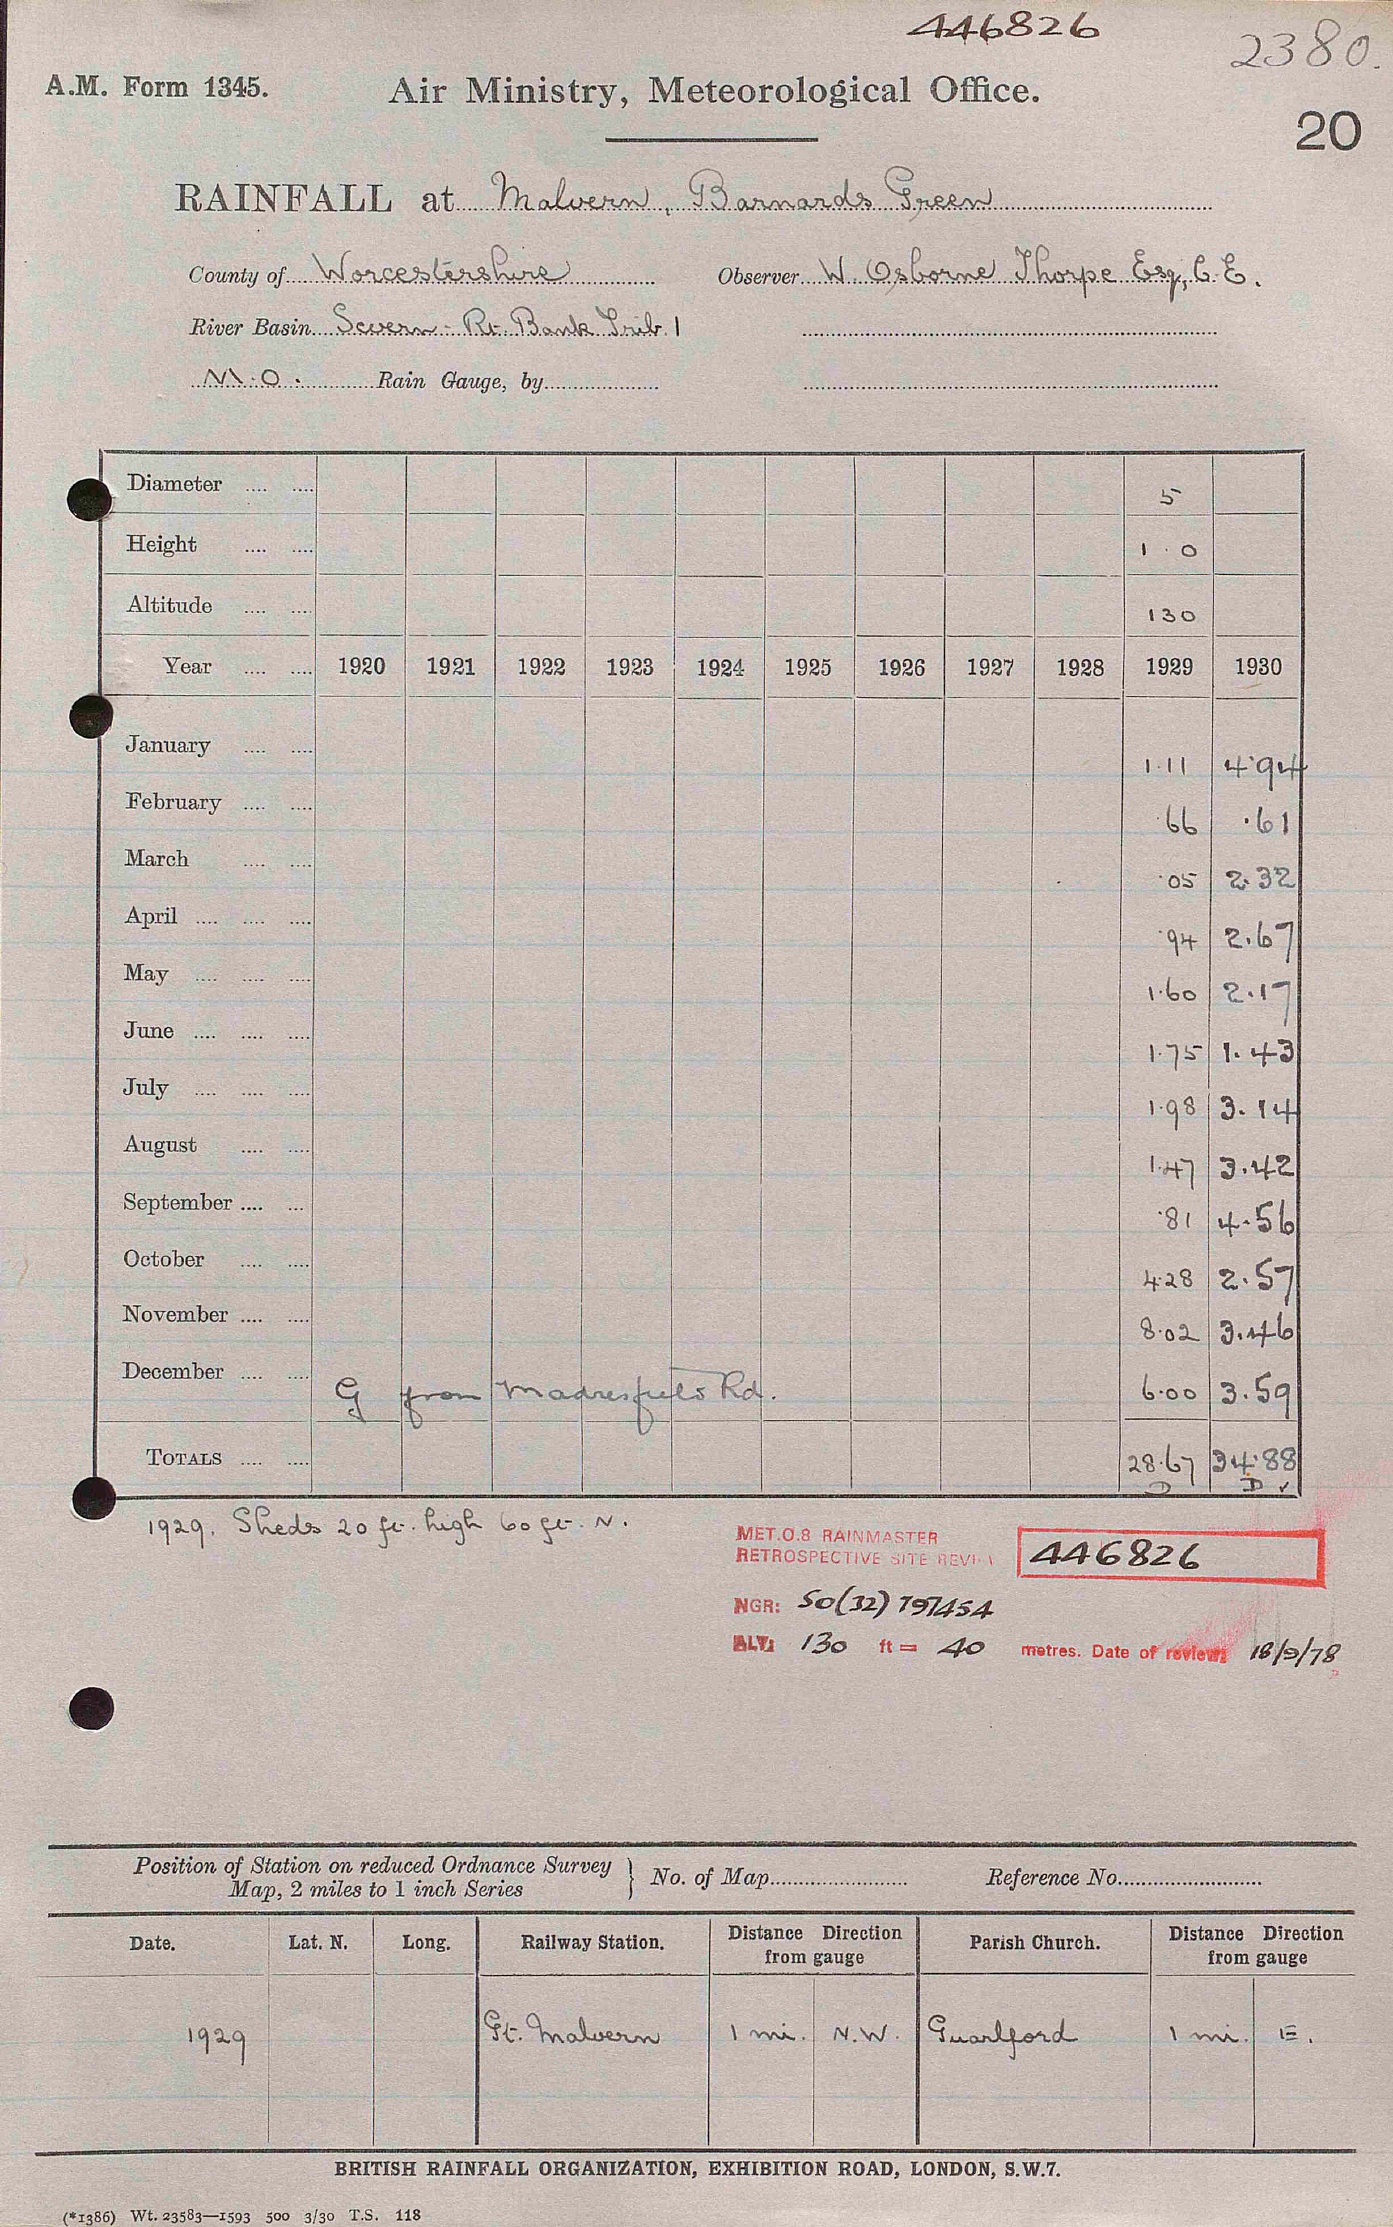 446826
2380.
A.M. Form 1345. Air Ministry, Meteorological Office.
20
RAINFALL at Malvern, Barnards Green
County of Worcestershire Observer W. Osborne Thorpe Esq, C.E.
River Basin Severn - Rt. Bank Trib. 1
M.O. Rain Gauge, by
Diameter .... .... 5
Height .... .... 1.0
Altitude .... .... 130
Year .... .... 1920 1921 1922 1923 1924 1925 1926 1927 1928 1929 1930
January .... .... 1.11 4.94
February .... .... .66 .61
March .... .... .05 2.32
April .... .... .... .94 2.67
May .... .... .... 1.60 2.17
June .... .... .... 1.75 1.43
July .... .... .... 1.98 3.14
August .... .... 1.47 3.42
September .... .... .81 4.56
October .... .... 4.28 2.57
November .... .... 8.02 3.46
December .... .... G from Madresfield Rd. 6.00 3.59
TOTALS .... .... 28.67 34.88
D D ✓
1929. Sheds 20 ft. high 60 ft. N.
MET.O.8 RAINMASTER
RETROSPECTIVE SITE REVI 446826
NGR: SO(32) 797454
ALT: 130 ft = 40 metres. Date of review: 18/9/78
Position of Station on reduced Ordnance Survey
Map, 2 miles to 1 inch Series } No. of Map Reference No.
Date. Lat. N. Long. Railway Station. Distance Direction from gauge Parish Church. Distance Direction from gauge
1929 Gt. Malvern 1 mi. N.W. Guarlford 1 mi. E.
BRITISH RAINFALL ORGANIZATION, EXHIBITION ROAD, LONDON, S.W.7.
(*1386) Wt. 23583—1593 500 3/30 T.S. 118